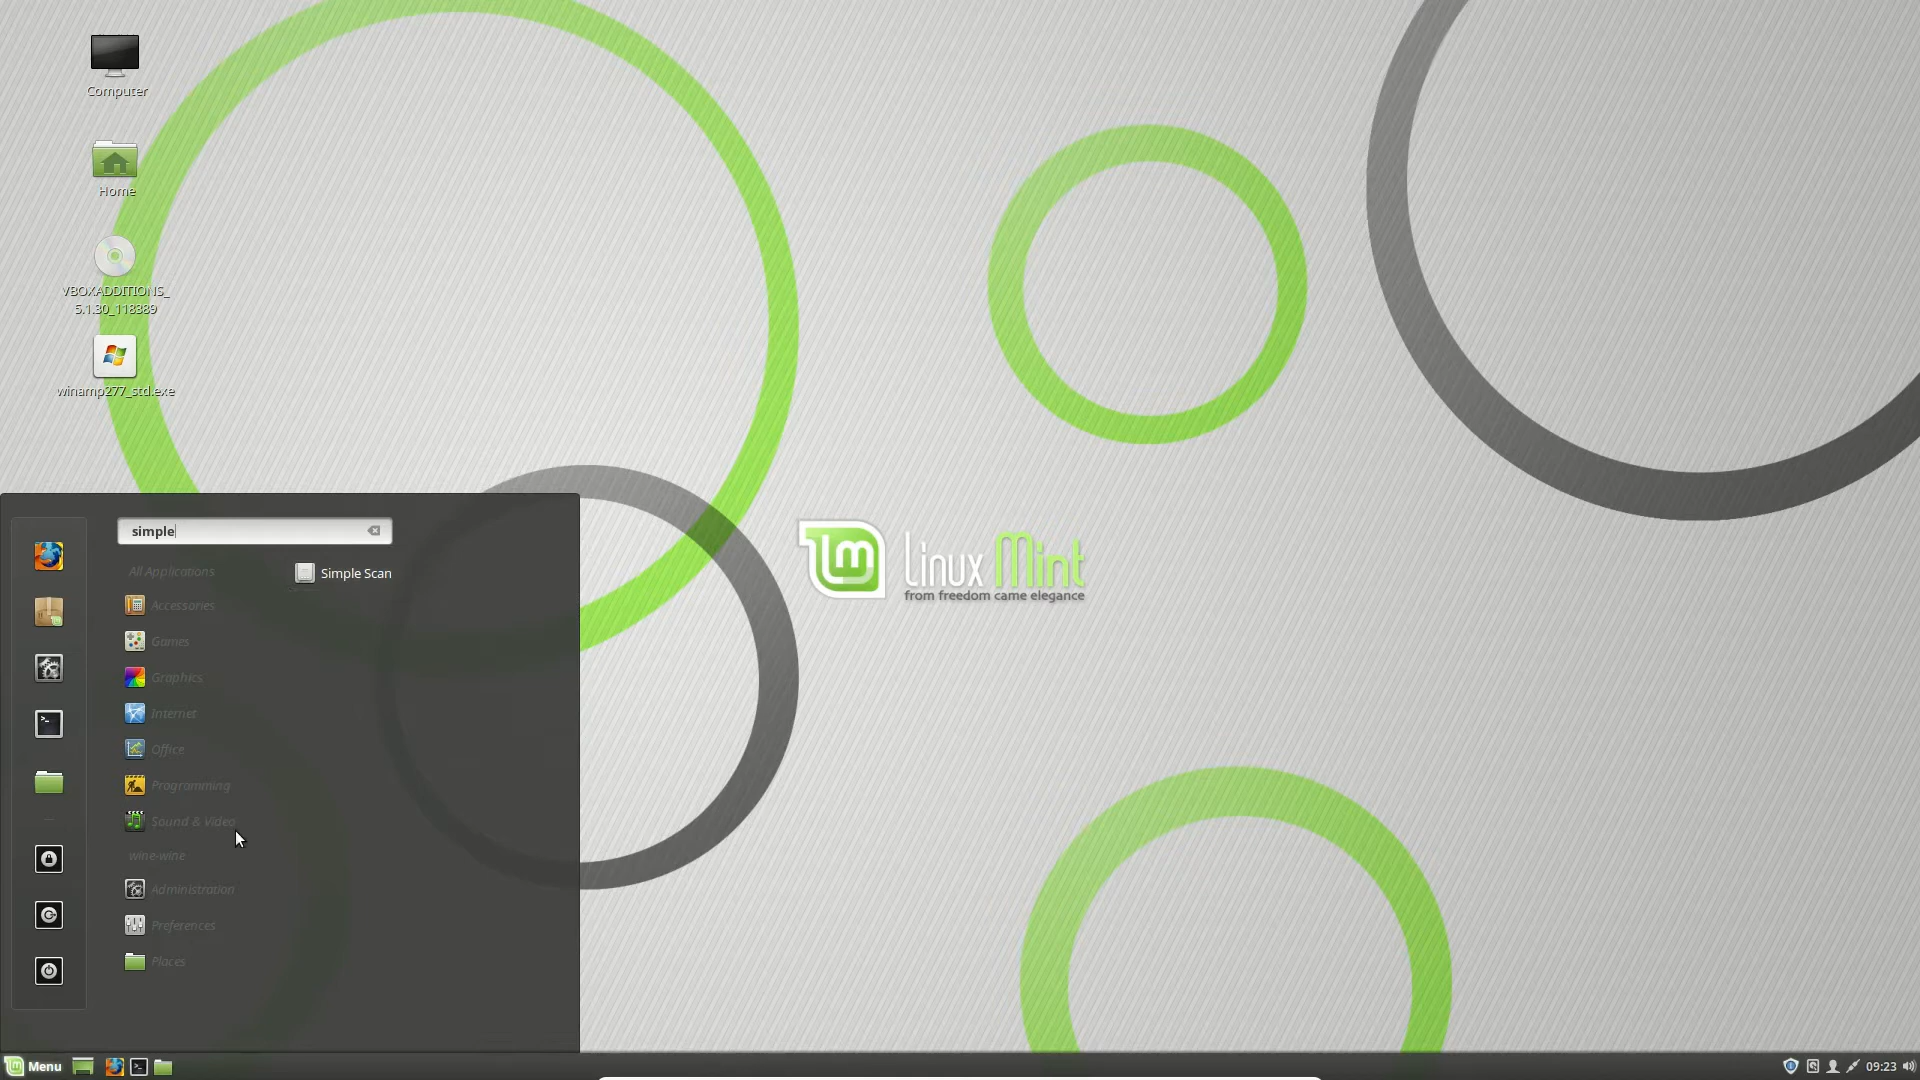 Computer
Home
VBOXADDITIONS_
5.1.30_118389
winamp277_std.exe
simple
All Applications
Simple Scan
Accessories
Games
Graphics
Internet
Office
Programming
Sound & Video
wine-wine
Administration
Preferences
Places
Linux Mint
from freedom came elegance
Menu
09:23